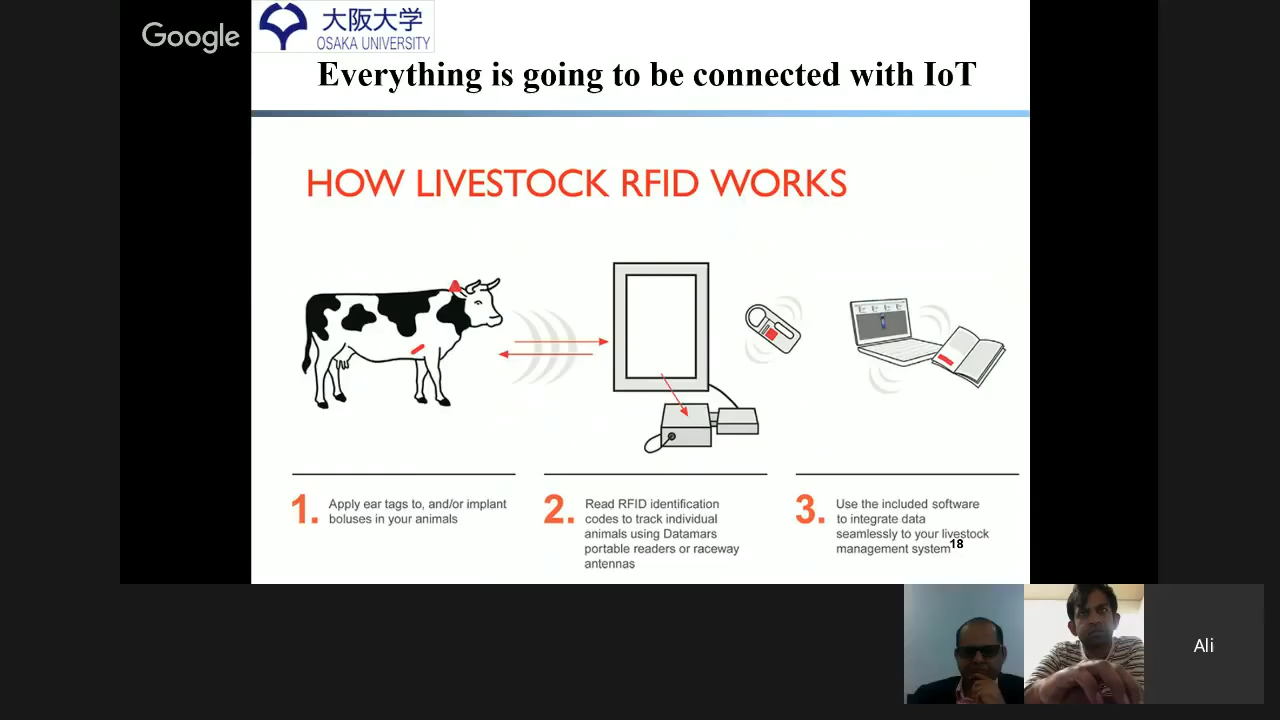 Google
大阪大学
OSAKA UNIVERSITY
Everything is going to be connected with IoT
HOW LIVESTOCK RFID WORKS
1.
Apply ear tags to, and/or implant
boluses in your animals
2.
Read RFID identification
codes to track individual
animals using Datamars
portable readers or raceway
antennas
3.
Use the included software
to integrate data
seamlessly to your livestock
management system
18
Ali